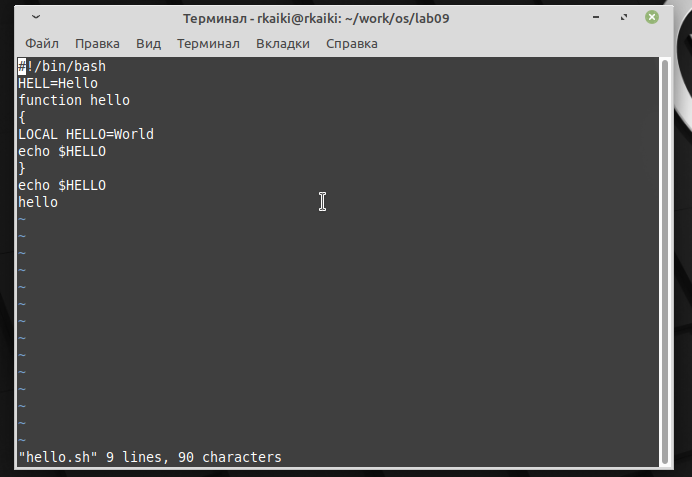 Терминал - rkaiki@rkaiki: ~/work/os/lab09
Файл Правка Вид Терминал Вкладки Справка
#!/bin/bash
HELL=Hello
function hello
{
LOCAL HELLO=World
echo $HELLO
}
echo $HELLO
hello
~
~
~
~
~
~
~
~
~
~
~
~
~
~
"hello.sh" 9 lines, 90 characters